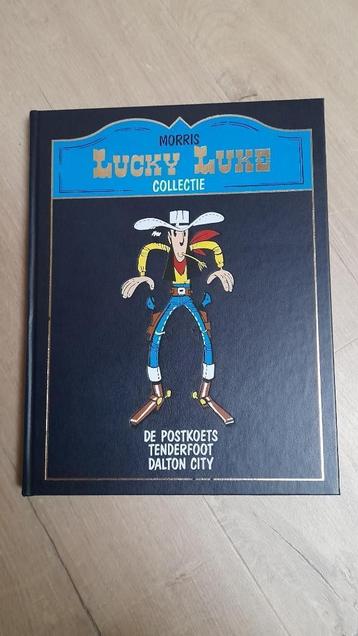 MORRIS
LUCKY LUKE
COLLECTIE
DE POSTKOETS
TENDERFOOT
DALTON CITY